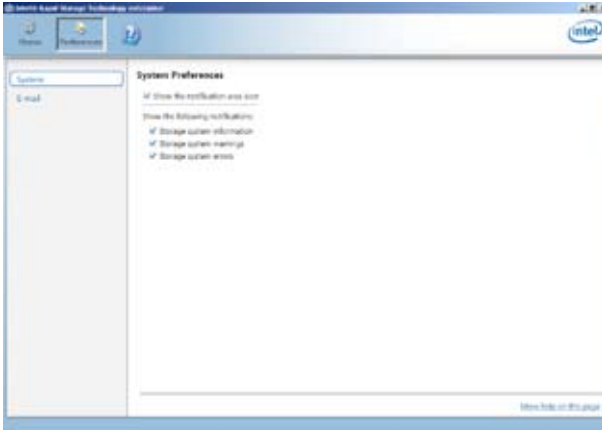 Intel® Rapid Storage Technology enterprise
Home
Preferences
intel
System
E-mail
System Preferences
Show the notification area icon
Show the following notifications:
Storage system information
Storage system warnings
Storage system errors
More help on this page